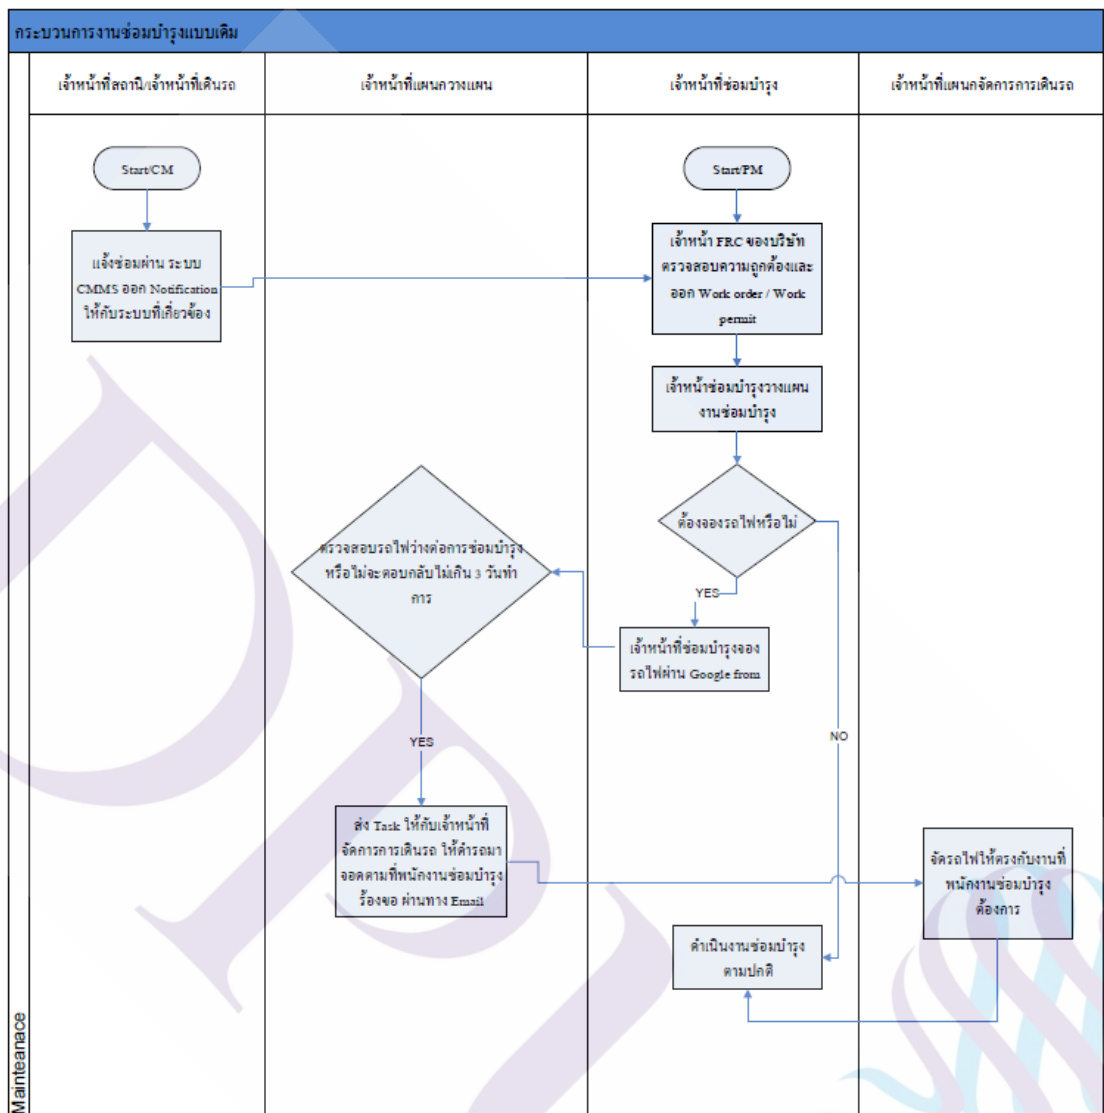 กระบวนการงานซ่อมบำรุงแบบเดิม
เจ้าหน้าที่สถานี/เจ้าหน้าที่เดินรถ
เจ้าหน้าที่แผนกวางแผน
เจ้าหน้าที่ซ่อมบำรุง
เจ้าหน้าที่แผนกจัดการการเดินรถ
Start/CM
Start/PM
แจ้งซ่อมผ่าน ระบบ
CMMS ออก Notification
ให้กับระบบที่เกี่ยวข้อง
เจ้าหน้า FRC ของบริษัท
ตรวจสอบความถูกต้องและ
ออก Work order / Work
permit
เจ้าหน้าซ่อมบำรุงวางแผน
งานซ่อมบำรุง
ต้องจองรถไฟหรือไม่
YES
NO
เจ้าหน้าที่ซ่อมบำรุงจอง
รถไฟผ่าน Google from
ตรวจสอบรถไฟว่างต่อการซ่อมบำรุง
หรือไม่จะตอบกลับไม่เกิน 3 วันทำ
การ
YES
ส่ง Task ให้กับเจ้าหน้าที่
จัดการการเดินรถ ให้ดำรถมา
จอดตามที่พนักงานซ่อมบำรุง
ร้องขอ ผ่านทาง Email
จัดรถไฟให้ตรงกับงานที่
พนักงานซ่อมบำรุง
ต้องการ
ดำเนินงานซ่อมบำรุง
ตามปกติ
Mainteanace